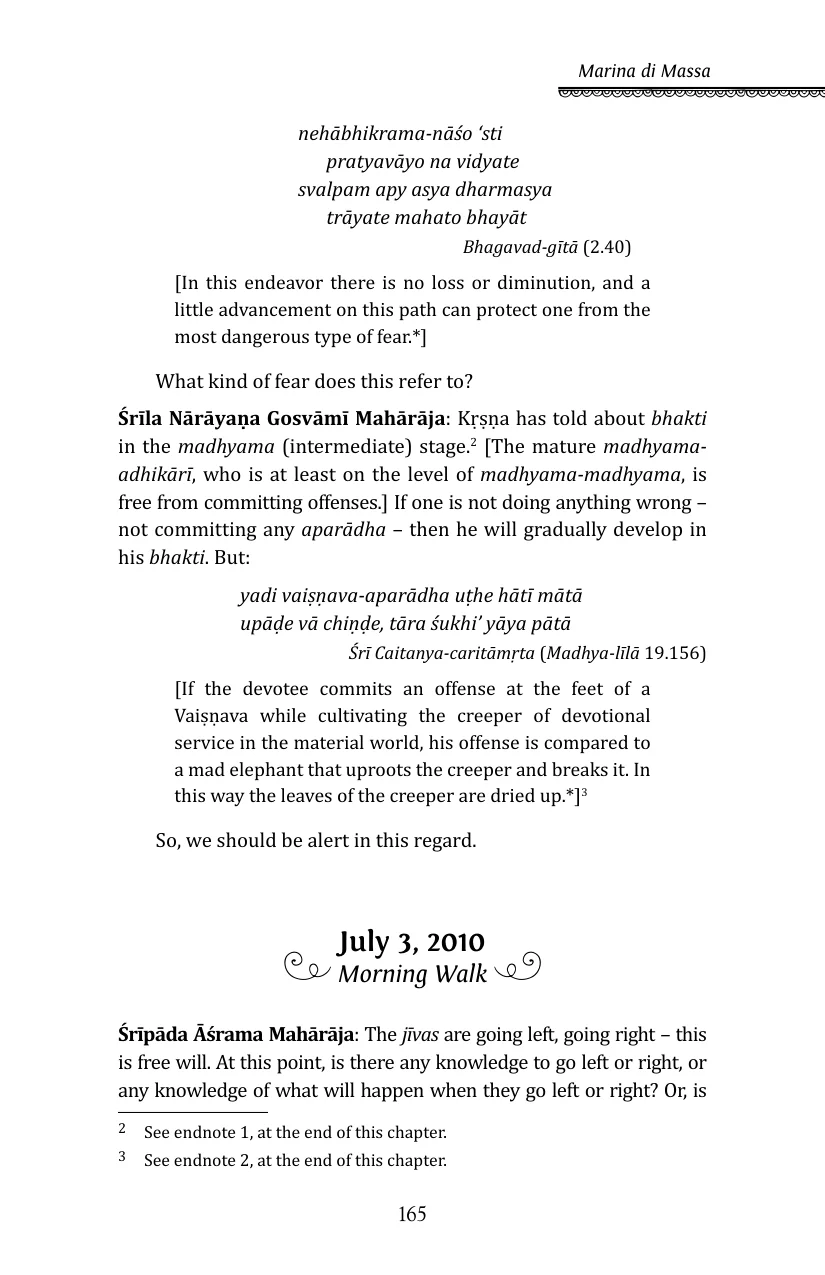 Marina di Massa
nehābhikrama-nāśo ‘sti
pratyavāyo na vidyate
svalpam apy asya dharmasya
trāyate mahato bhayāt
Bhagavad-gītā (2.40)
[In this endeavor there is no loss or diminution, and a
little advancement on this path can protect one from the
most dangerous type of fear.*]
What kind of fear does this refer to?
Śrīla Nārāyaṇa Gosvāmī Mahārāja: Kṛṣṇa has told about bhakti
in the madhyama (intermediate) stage.2 [The mature madhyama-
adhikārī, who is at least on the level of madhyama-madhyama, is
free from committing offenses.] If one is not doing anything wrong –
not committing any aparādha – then he will gradually develop in
his bhakti. But:
yadi vaiṣṇava-aparādha uṭhe hātī mātā
upāḍe vā chiṇḍe, tāra śukhi’ yāya pātā
Śrī Caitanya-caritāmṛta (Madhya-līlā 19.156)
[If the devotee commits an offense at the feet of a
Vaiṣṇava while cultivating the creeper of devotional
service in the material world, his offense is compared to
a mad elephant that uproots the creeper and breaks it. In
this way the leaves of the creeper are dried up.*]3
So, we should be alert in this regard.
July 3, 2010
Morning Walk
Śrīpāda Āśrama Mahārāja: The jīvas are going left, going right – this
is free will. At this point, is there any knowledge to go left or right, or
any knowledge of what will happen when they go left or right? Or, is
2 See endnote 1, at the end of this chapter.
3 See endnote 2, at the end of this chapter.
165